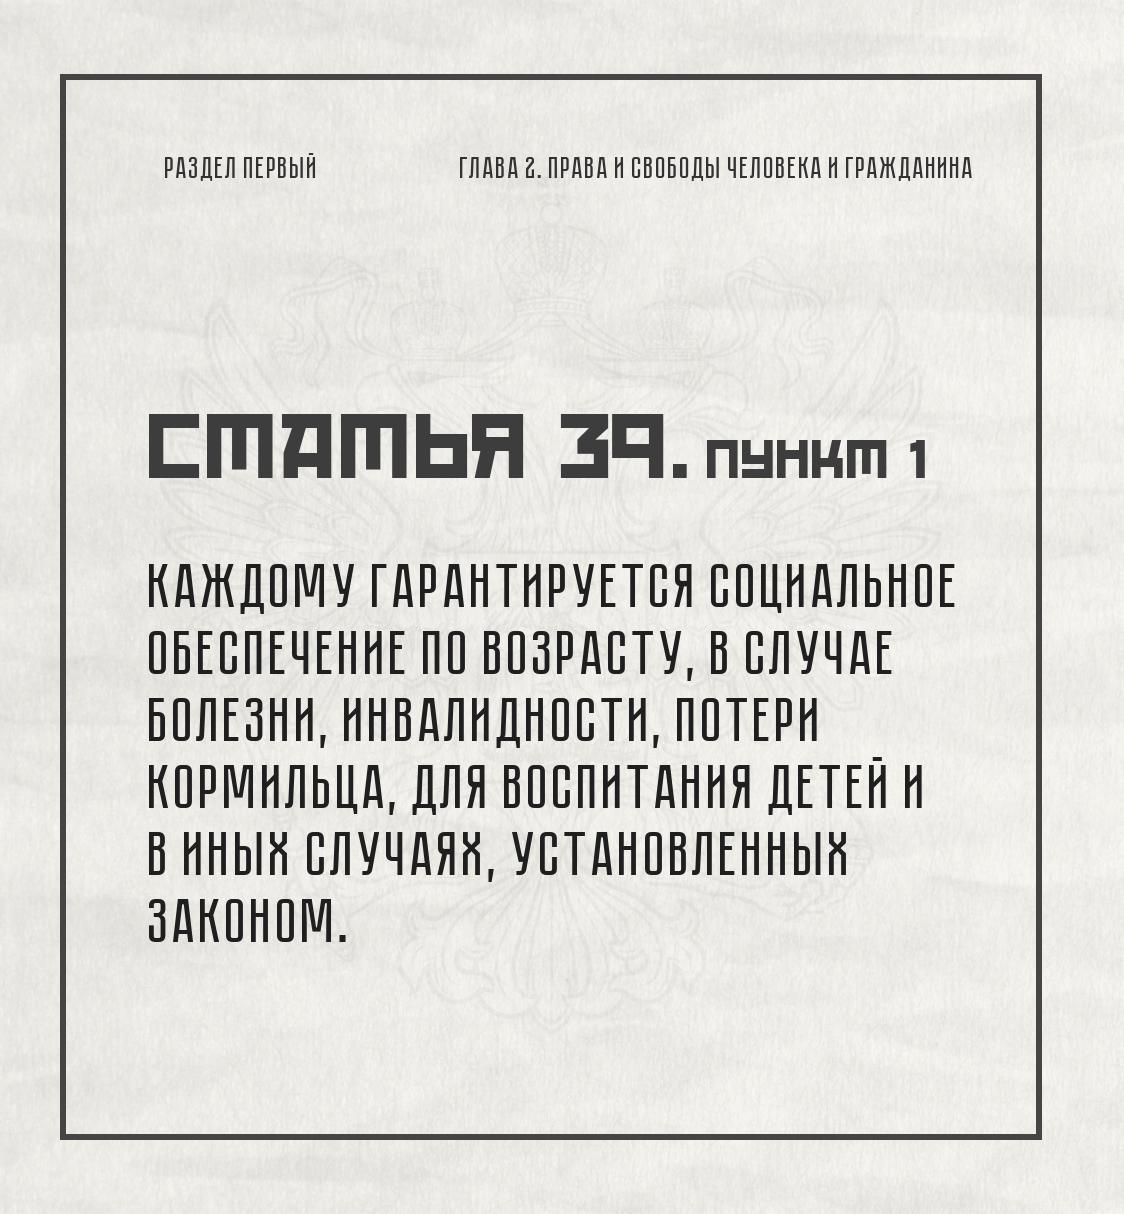 РАЗДЕЛ ПЕРВЫЙ
ГЛАВА 2. ПРАВА И СВОБОДЫ ЧЕЛОВЕКА И ГРАЖДАНИНА
СТАТЬЯ 39. ПУНКТ 1
КАЖДОМУ ГАРАНТИРУЕТСЯ СОЦИАЛЬНОЕ
ОБЕСПЕЧЕНИЕ ПО ВОЗРАСТУ, В СЛУЧАЕ
БОЛЕЗНИ, ИНВАЛИДНОСТИ, ПОТЕРИ
КОРМИЛЬЦА, ДЛЯ ВОСПИТАНИЯ ДЕТЕЙ И
В ИНЫХ СЛУЧАЯХ, УСТАНОВЛЕННЫХ
ЗАКОНОМ.